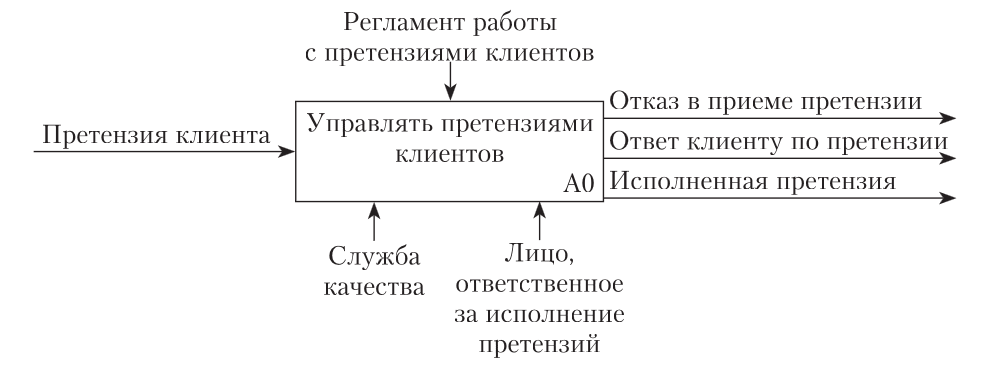 Регламент работы
с претензиями клиентов
Претензия клиента
Управлять претензиями
клиентов
А0
Отказ в приеме претензии
Ответ клиенту по претензии
Исполненная претензия
Служба
качества
Лицо,
ответственное
за исполнение
претензий